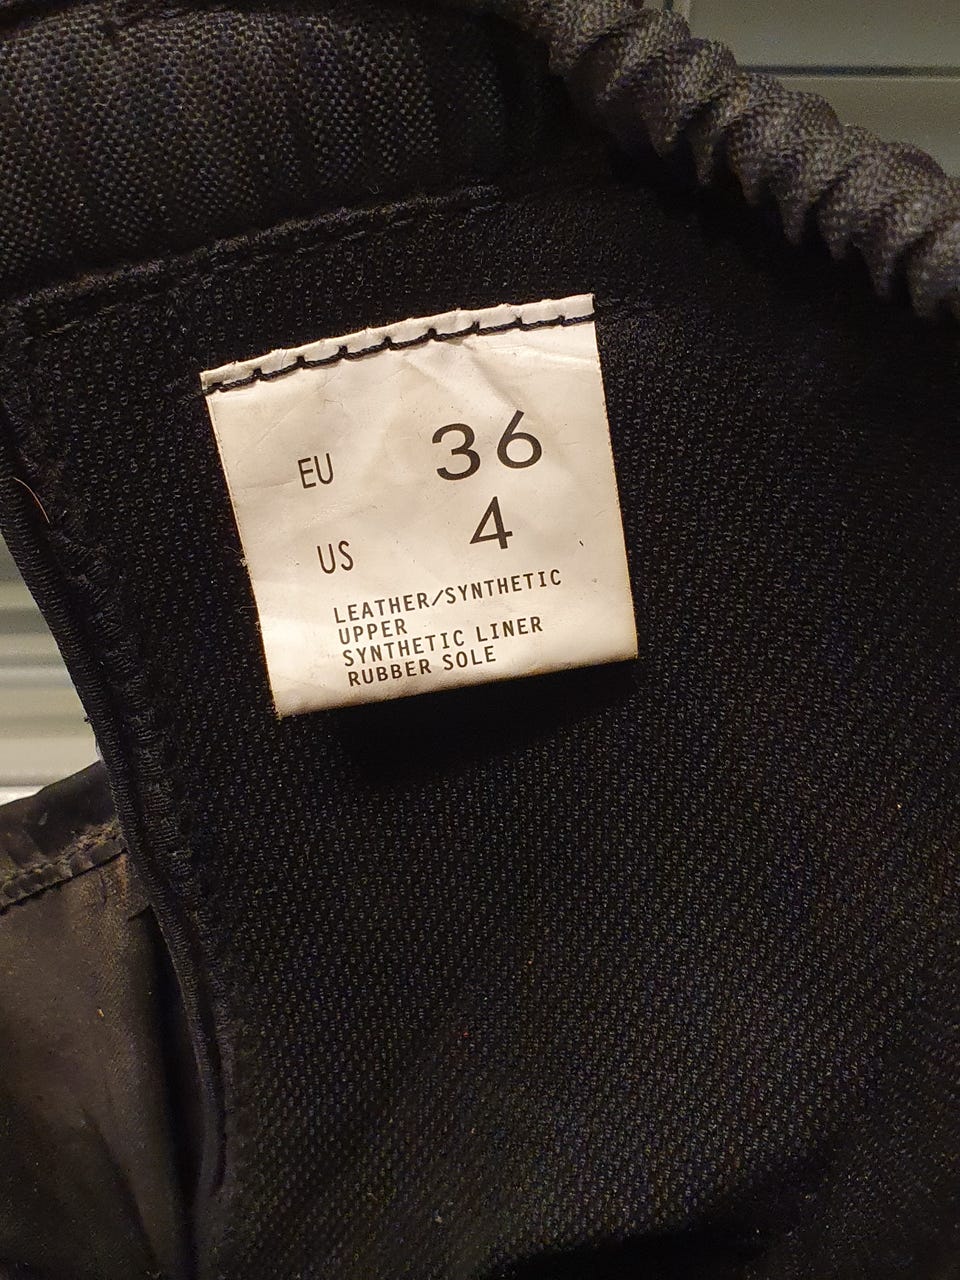 EU 36
US 4
LEATHER/SYNTHETIC
UPPER
SYNTHETIC LINER
RUBBER SOLE